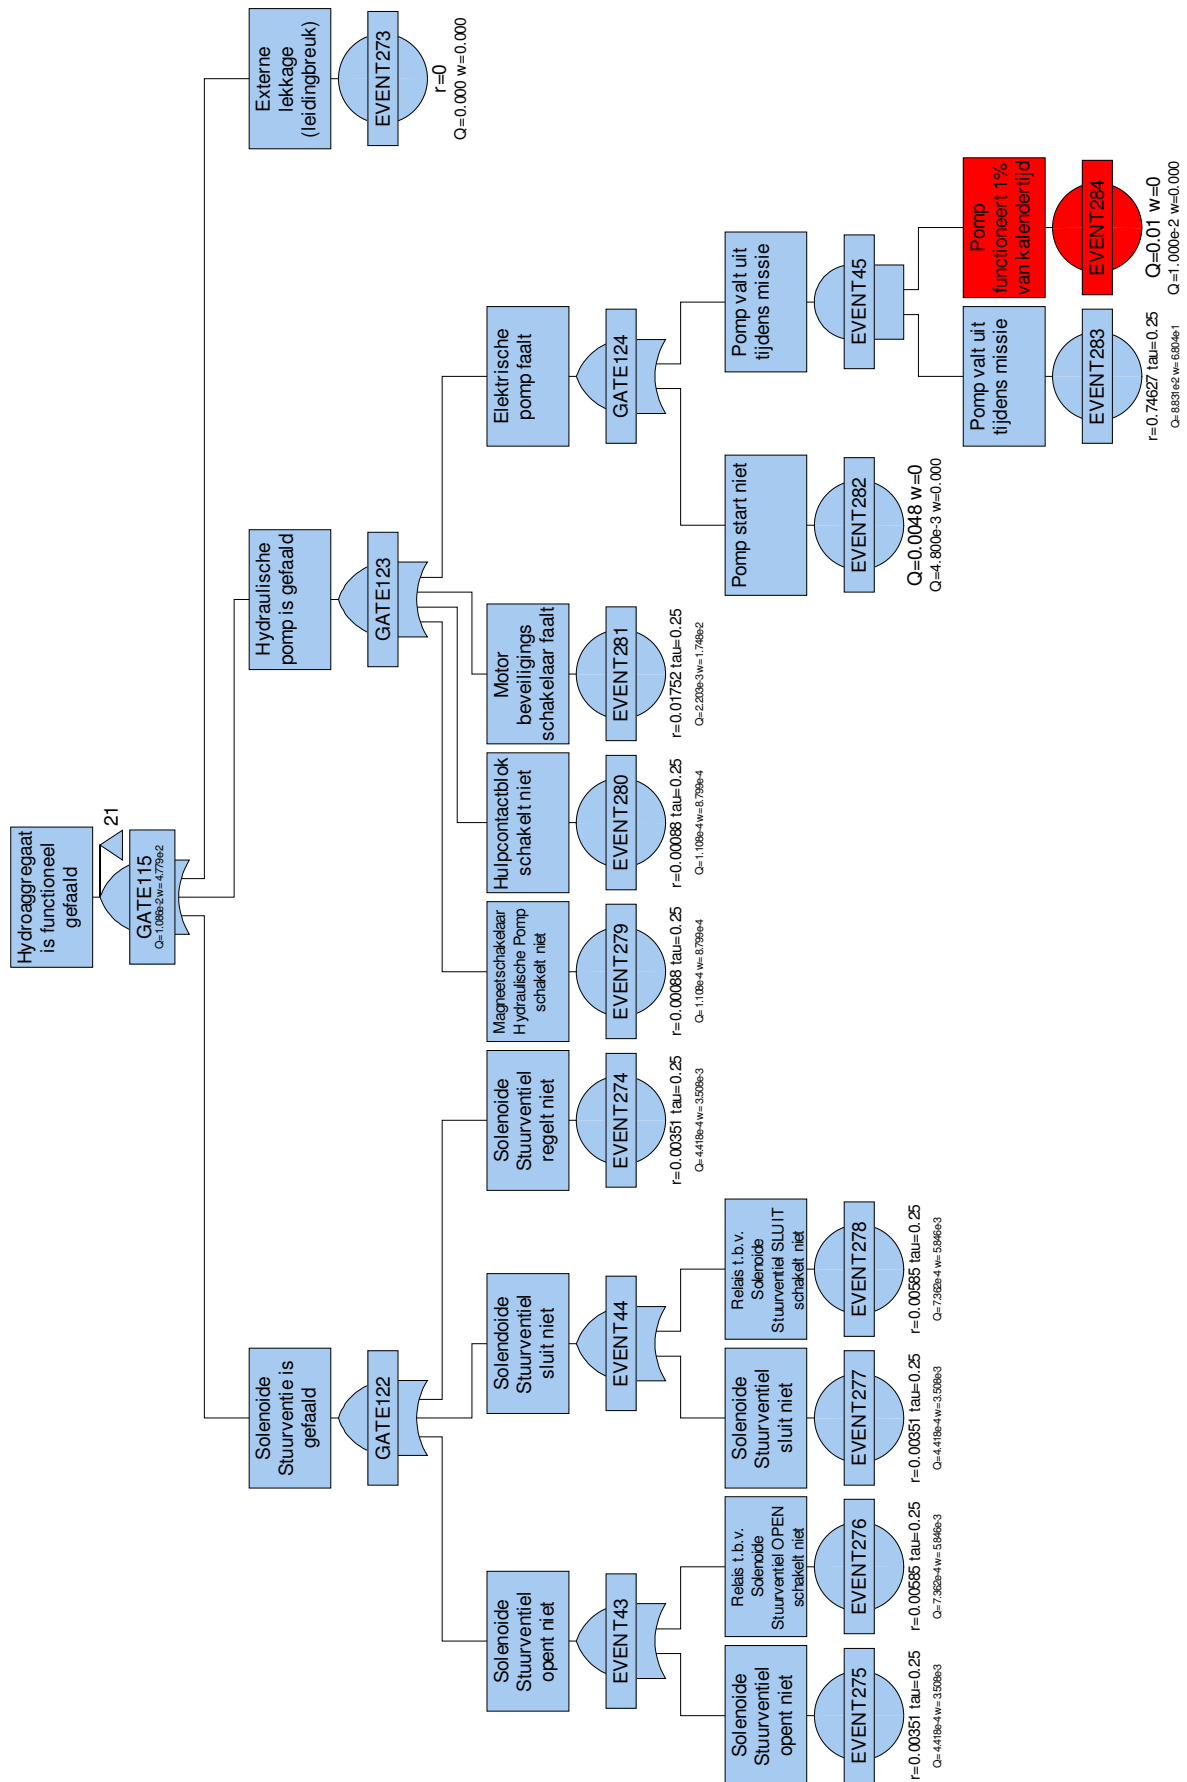 Hydroaggregaat
is functioneel
gefaald
21
GATE115
Q=1.086e-2 w=4.779e-2
Solenoide
Stuurventie is
gefaald
GATE122
Hydraulische
pomp is gefaald
GATE123
Externe
lekkage
(leidingbreuk)
EVENT273
r=0
Q=0.000 w=0.000
Solenoide
Stuurventiel
opent niet
EVENT43
Solendoide
Stuurventiel
sluit niet
EVENT44
Solenoide
Stuurventiel
regelt niet
EVENT274
r=0.00351 tau=0.25
Q=4.418e-4 w=3.508e-3
Magneetschakelaar
Hydraulische Pomp
schakelt niet
EVENT279
r=0.00088 tau=0.25
Q=1.108e-4 w=8.799e-4
Hulpcontactblok
schakelt niet
EVENT280
r=0.00088 tau=0.25
Q=1.108e-4 w=8.799e-4
Motor
beveiligings
schakelaar faalt
EVENT281
r=0.01752 tau=0.25
Q=2.203e-3 w=1.748e-2
Elektrische
pomp faalt
GATE124
Solenoide
Stuurventiel
opent niet
EVENT275
r=0.00351 tau=0.25
Q=4.418e-4 w=3.508e-3
Relais t.b.v.
Solenoide
Stuurventiel OPEN
schakelt niet
EVENT276
r=0.00585 tau=0.25
Q=7.362e-4 w=5.846e-3
Solenoide
Stuurventiel
sluit niet
EVENT277
r=0.00351 tau=0.25
Q=4.418e-4 w=3.508e-3
Relais t.b.v.
Solenoide
Stuurventiel SLUIT
schakelt niet
EVENT278
r=0.00585 tau=0.25
Q=7.362e-4 w=5.846e-3
Pomp start niet
EVENT282
Q=0.0048 w=0
Q=4.800e-3 w=0.000
Pomp valt uit
tijdens missie
EVENT45
Pomp valt uit
tijdens missie
EVENT283
r=0.74627 tau=0.25
Q=8.831e-2 w=6.804e-1
Pomp
functioneert 1%
van kalendertijd
EVENT284
Q=0.01 w=0
Q=1.000e-2 w=0.000